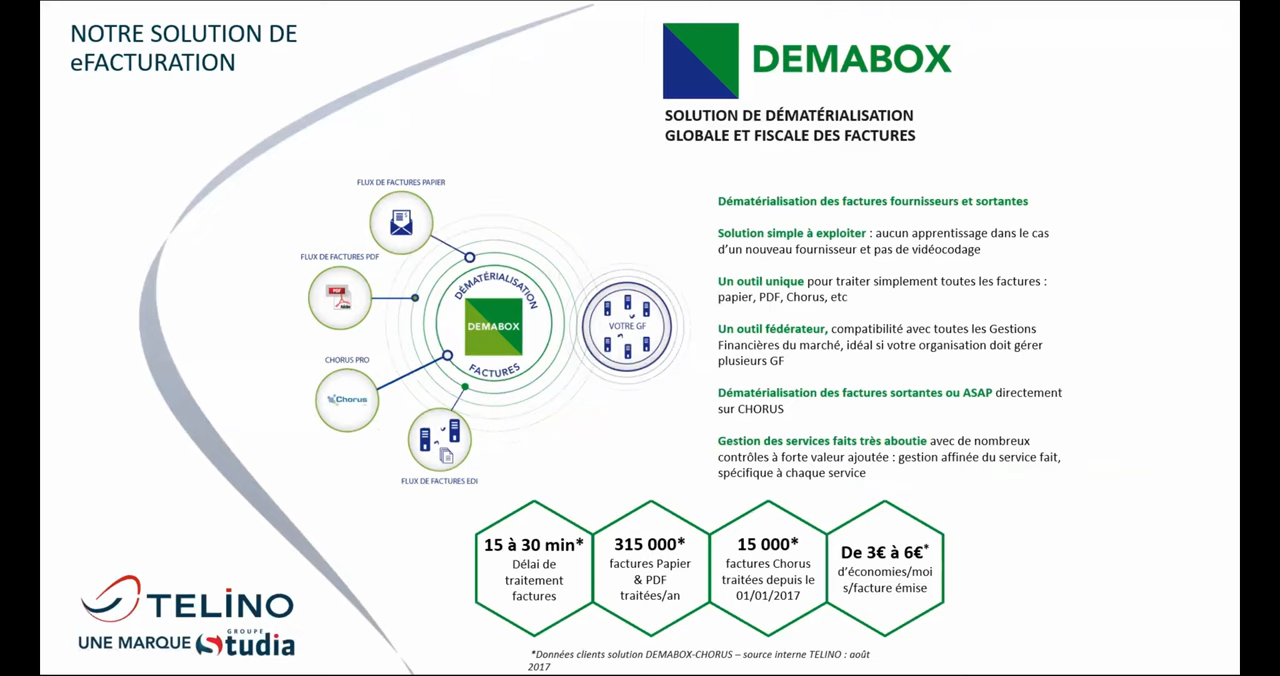 NOTRE SOLUTION DE
eFACTURATION
DEMABOX
SOLUTION DE DÉMATÉRIALISATION
GLOBALE ET FISCALE DES FACTURES
FLUX DE FACTURES PAPIER
FLUX DE FACTURES PDF
PDF
CHORUS PRO
Chorus
FLUX DE FACTURES EDI
DÉMATÉRIALISATION
DEMABOX
FACTURES
VOTRE GF
Dématérialisation des factures fournisseurs et sortantes
Solution simple à exploiter : aucun apprentissage dans le cas
d’un nouveau fournisseur et pas de vidéocodage
Un outil unique pour traiter simplement toutes les factures :
papier, PDF, Chorus, etc
Un outil fédérateur, compatibilité avec toutes les Gestions
Financières du marché, idéal si votre organisation doit gérer
plusieurs GF
Dématérialisation des factures sortantes ou ASAP directement
sur CHORUS
Gestion des services faits très aboutie avec de nombreux
contrôles à forte valeur ajoutée : gestion affinée du service fait,
spécifique à chaque service
15 à 30 min*
Délai de
traitement
factures
315 000*
factures Papier
& PDF
traitées/an
15 000*
factures Chorus
traitées depuis le
01/01/2017
De 3€ à 6€*
d’économies/moi
s/facture émise
*Données clients solution DEMABOX-CHORUS – source interne TELINO : août
2017
TELINO
UNE MARQUE GROUPE Studia